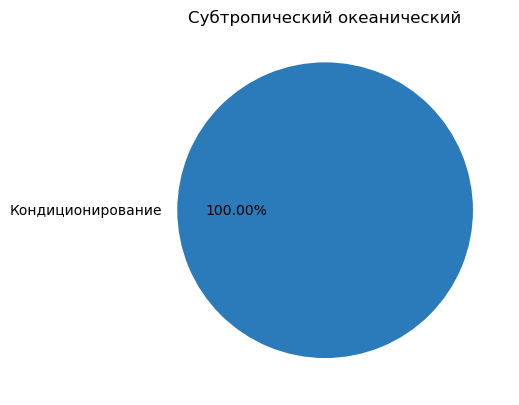 Субтропический океанический
Кондиционирование
100.00%